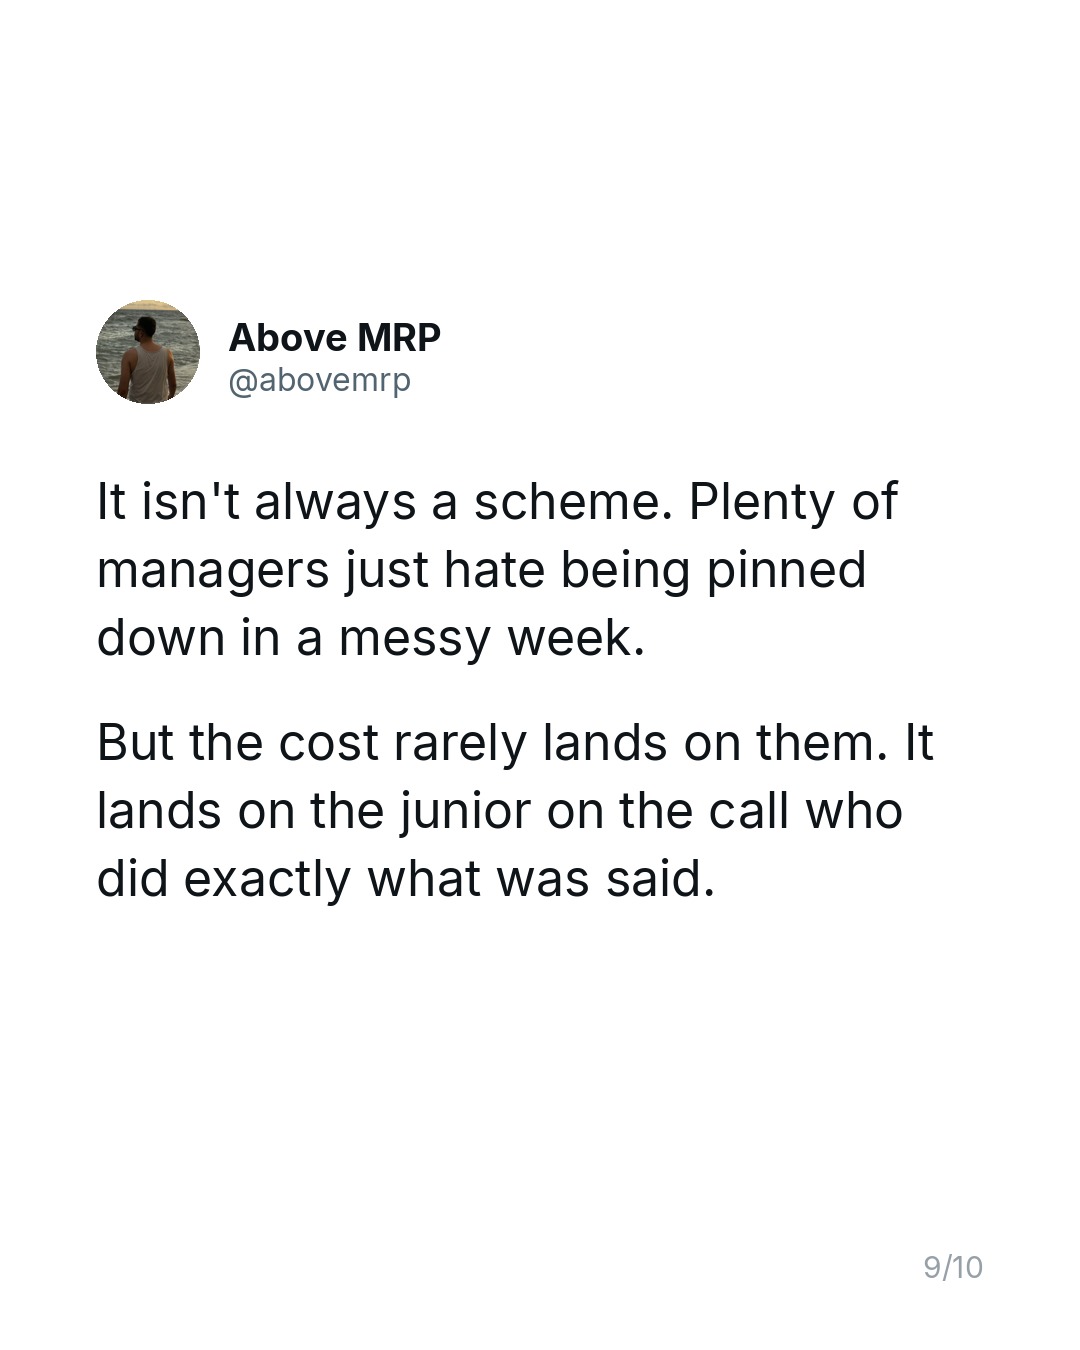 Above MRP
@abovemrp
It isn't always a scheme. Plenty of
managers just hate being pinned
down in a messy week.
But the cost rarely lands on them. It
lands on the junior on the call who
did exactly what was said.
9/10